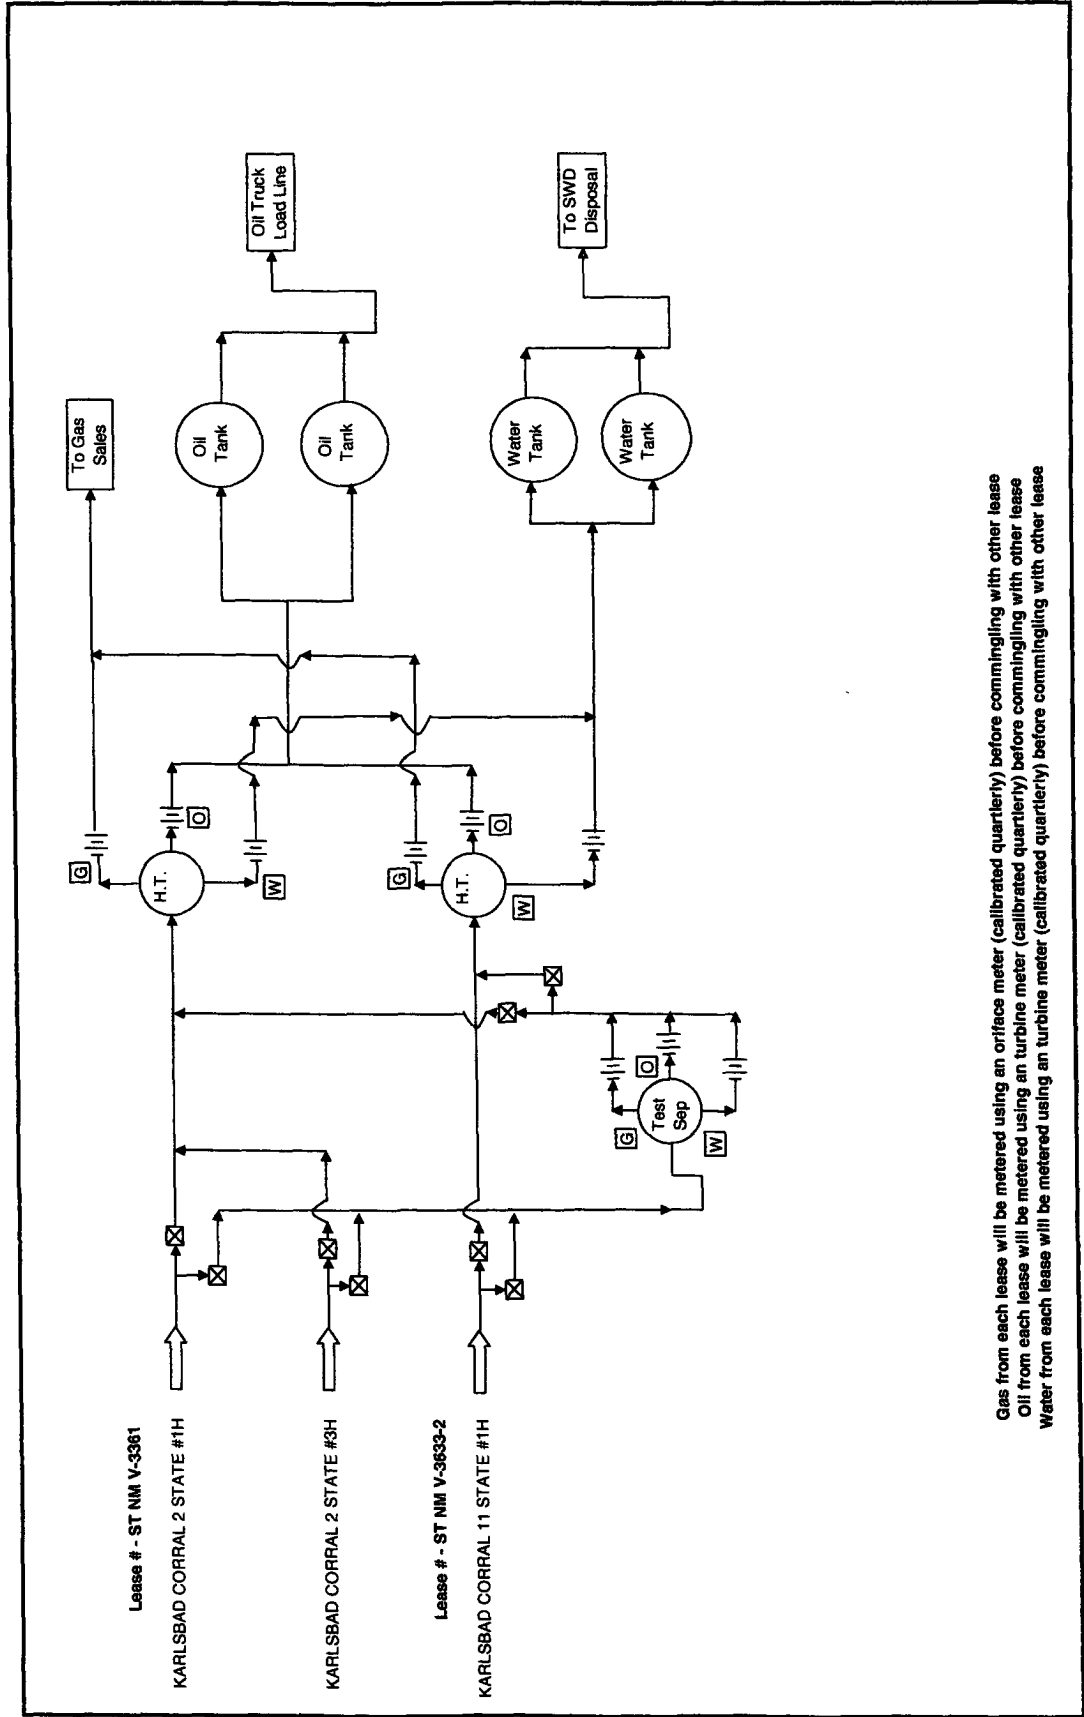 Lease # - ST NM V-3361
KARLSBAD CORRAL 2 STATE #1H
KARLSBAD CORRAL 2 STATE #3H
Lease # - ST NM V-3633-2
KARLSBAD CORRAL 11 STATE #1H
G
H.T.
O
W
G
H.T.
O
W
G
Test
Sep
O
W
To Gas
Sales
Oil
Tank
Oil
Tank
Oil Truck
Load Line
Water
Tank
Water
Tank
To SWD
Disposal
Gas from each lease will be metered using an oriface meter (calibrated quartlerly) before commingling with other lease
Oil from each lease will be metered using an turbine meter (calibrated quartlerly) before commingling with other lease
Water from each lease will be metered using an turbine meter (calibrated quartlerly) before commingling with other lease